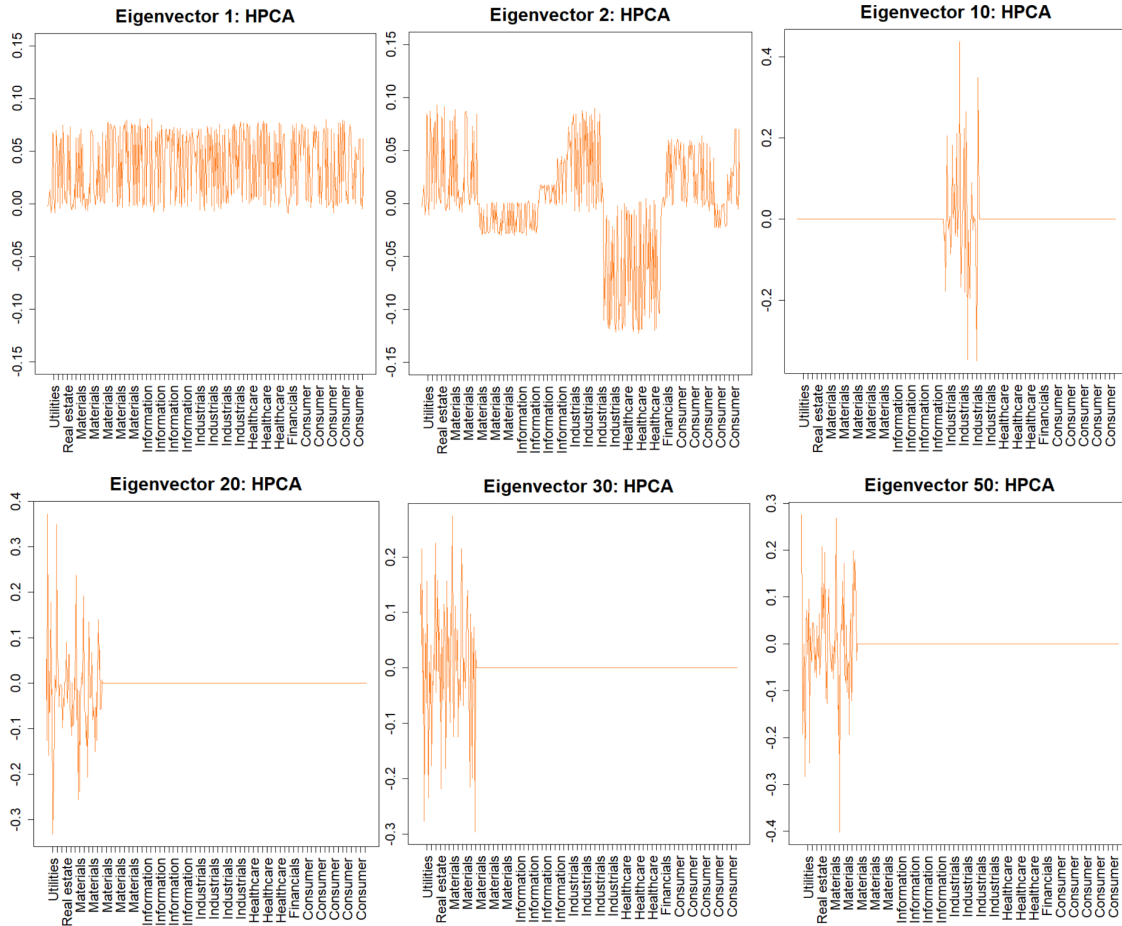 Eigenvector 1: HPCA
0.15
0.10
0.05
0.00
-0.05
-0.10
-0.15
Utilities
Real estate
Materials
Materials
Materials
Materials
Materials
Information
Information
Information
Information
Industrials
Industrials
Industrials
Industrials
Healthcare
Healthcare
Healthcare
Financials
Consumer
Consumer
Consumer
Consumer
Consumer
Eigenvector 2: HPCA
0.15
0.10
0.05
0.00
-0.05
-0.10
-0.15
Utilities
Real estate
Materials
Materials
Materials
Materials
Materials
Information
Information
Information
Information
Industrials
Industrials
Industrials
Industrials
Healthcare
Healthcare
Healthcare
Financials
Consumer
Consumer
Consumer
Consumer
Consumer
Eigenvector 10: HPCA
0.4
0.2
0.0
-0.2
Utilities
Real estate
Materials
Materials
Materials
Materials
Materials
Information
Information
Information
Information
Industrials
Industrials
Industrials
Industrials
Healthcare
Healthcare
Healthcare
Financials
Consumer
Consumer
Consumer
Consumer
Consumer
Eigenvector 20: HPCA
0.4
0.3
0.2
0.1
0.0
-0.1
-0.2
-0.3
Utilities
Real estate
Materials
Materials
Materials
Materials
Materials
Information
Information
Information
Information
Industrials
Industrials
Industrials
Industrials
Healthcare
Healthcare
Healthcare
Financials
Consumer
Consumer
Consumer
Consumer
Consumer
Eigenvector 30: HPCA
0.2
0.1
0.0
-0.1
-0.2
-0.3
Utilities
Real estate
Materials
Materials
Materials
Materials
Materials
Information
Information
Information
Information
Industrials
Industrials
Industrials
Industrials
Healthcare
Healthcare
Healthcare
Financials
Consumer
Consumer
Consumer
Consumer
Consumer
Eigenvector 50: HPCA
0.3
0.2
0.1
0.0
-0.1
-0.2
-0.3
-0.4
Utilities
Real estate
Materials
Materials
Materials
Materials
Materials
Information
Information
Information
Information
Industrials
Industrials
Industrials
Industrials
Healthcare
Healthcare
Healthcare
Financials
Consumer
Consumer
Consumer
Consumer
Consumer